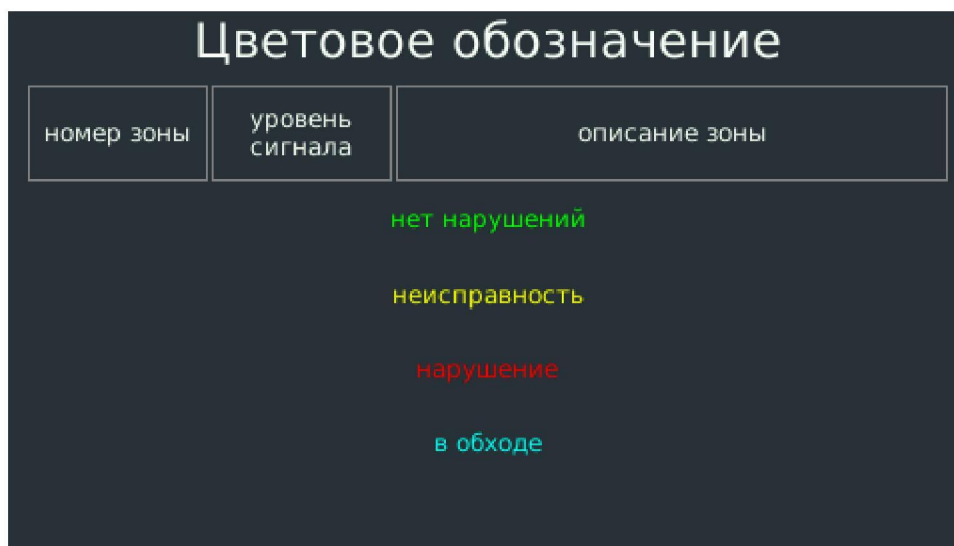 Цветовое обозначение
номер зоны
уровень
сигнала
описание зоны
нет нарушений
неисправность
нарушение
в обходе